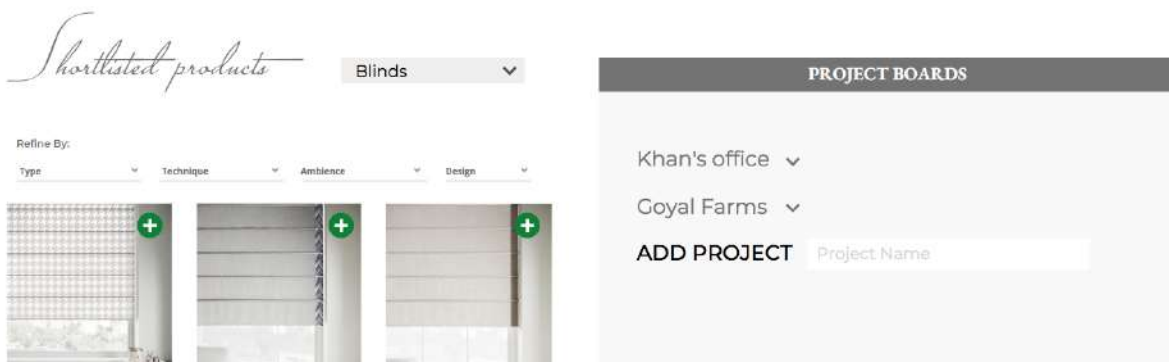 Shortlisted products
Blinds
Refine By:
Type
Technique
Ambience
Design
PROJECT BOARDS
Khan's office
Goyal Farms
ADD PROJECT Project Name